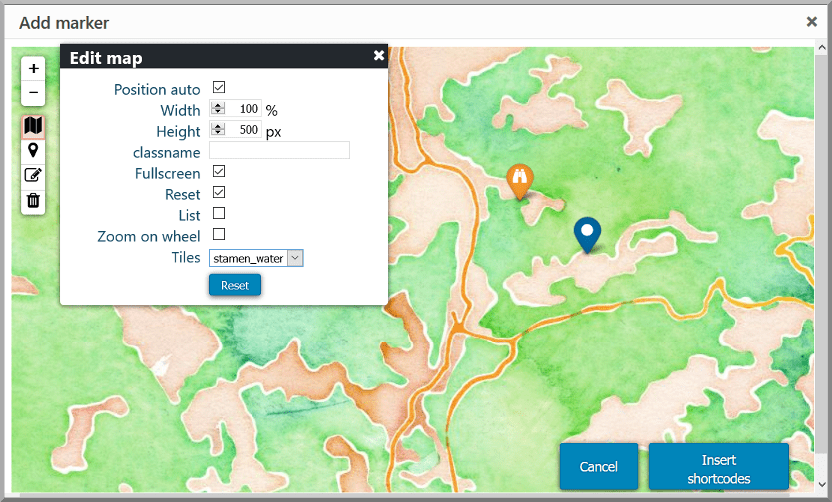 Add marker
Edit map
Position auto
Width 100 %
Height 500 px
classname
Fullscreen
Reset
List
Zoom on wheel
Tiles stamen_water
Reset
Cancel
Insert
shortcodes